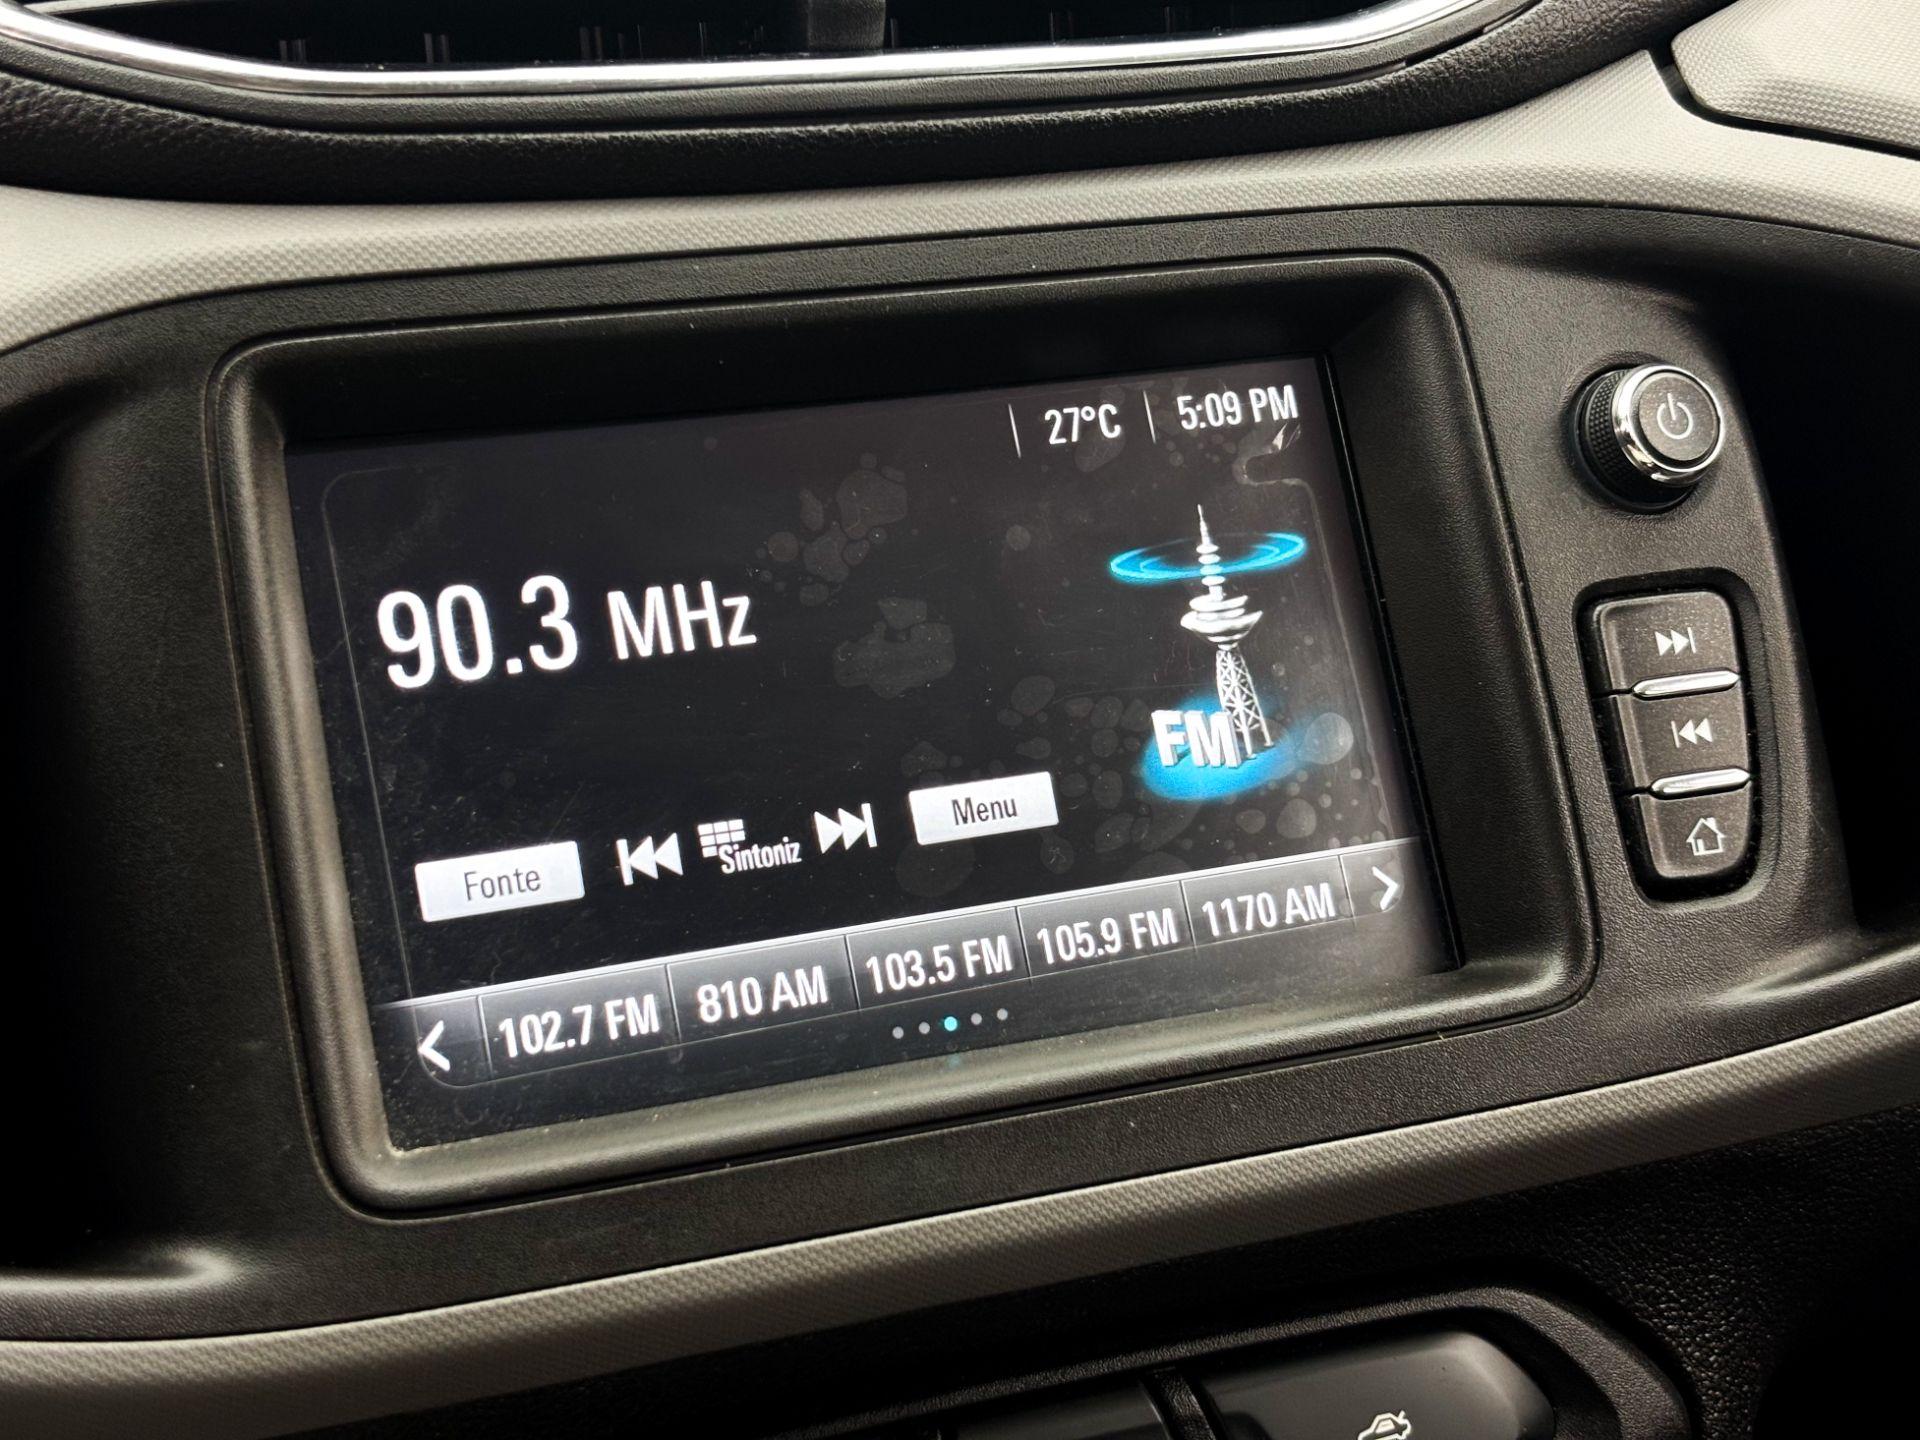 27°C 5:09 PM
90.3 MHz
FM
Fonte Sintoniz Menu
102.7 FM 810 AM 103.5 FM 105.9 FM 1170 AM